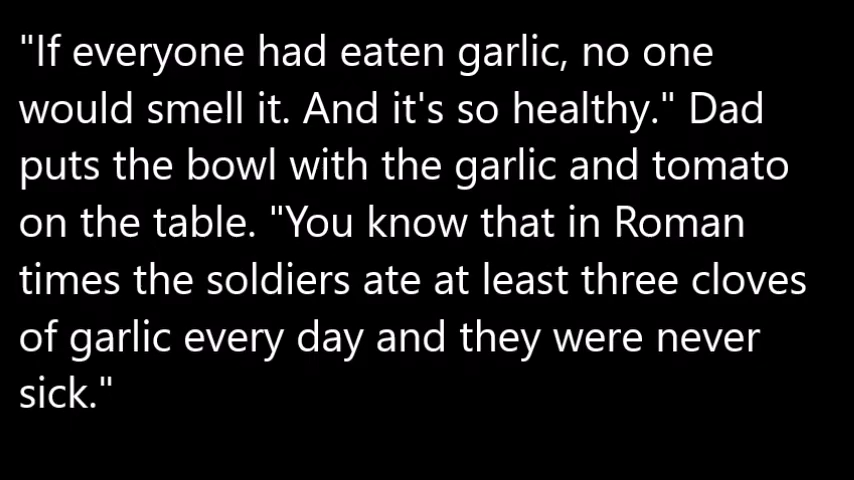 "If everyone had eaten garlic, no one
would smell it. And it's so healthy." Dad
puts the bowl with the garlic and tomato
on the table. "You know that in Roman
times the soldiers ate at least three cloves
of garlic every day and they were never
sick."